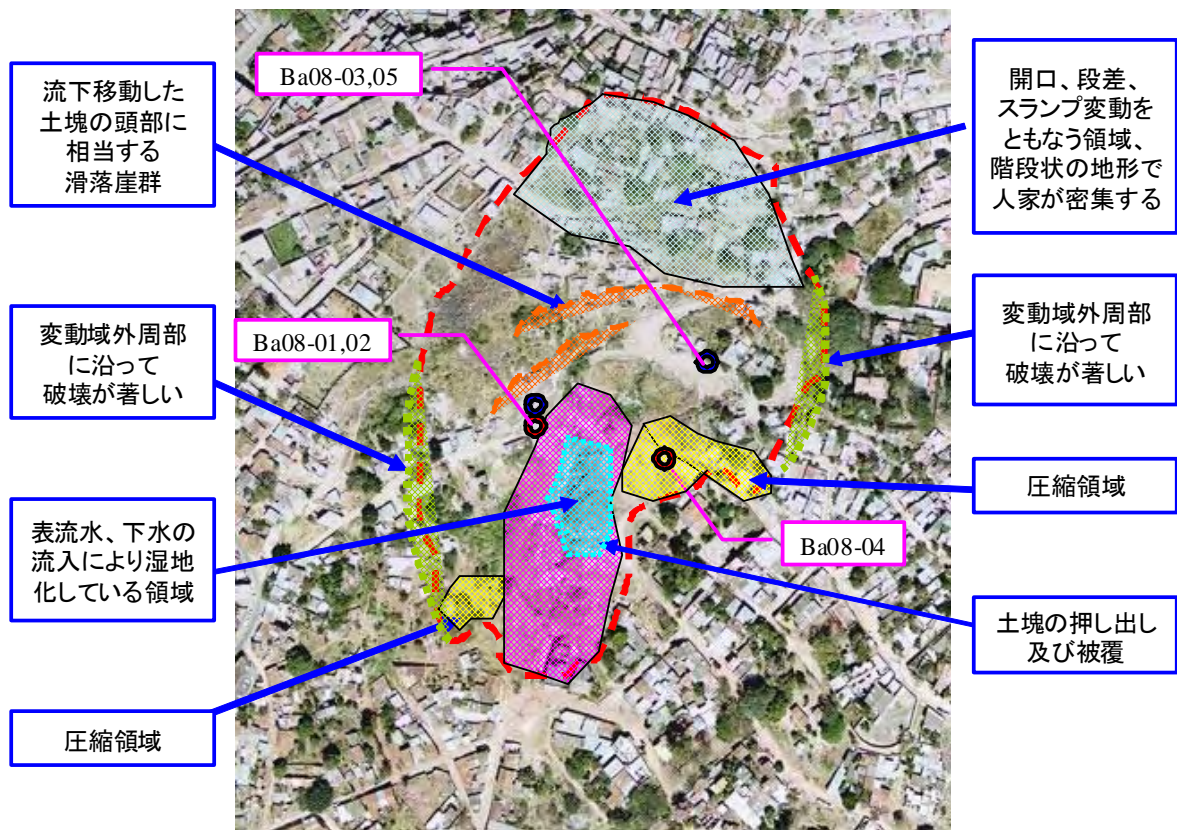 流下移動した
土塊の頭部に
相当する
滑落崖群
Ba08-03,05
開口、段差、
スランプ変動を
ともなう領域、
階段状の地形で
人家が密集する
変動域外周部
に沿って
破壊が著しい
Ba08-01,02
変動域外周部
に沿って
破壊が著しい
表流水、下水の
流入により湿地
化している領域
圧縮領域
Ba08-04
土塊の押し出し
及び被覆
圧縮領域